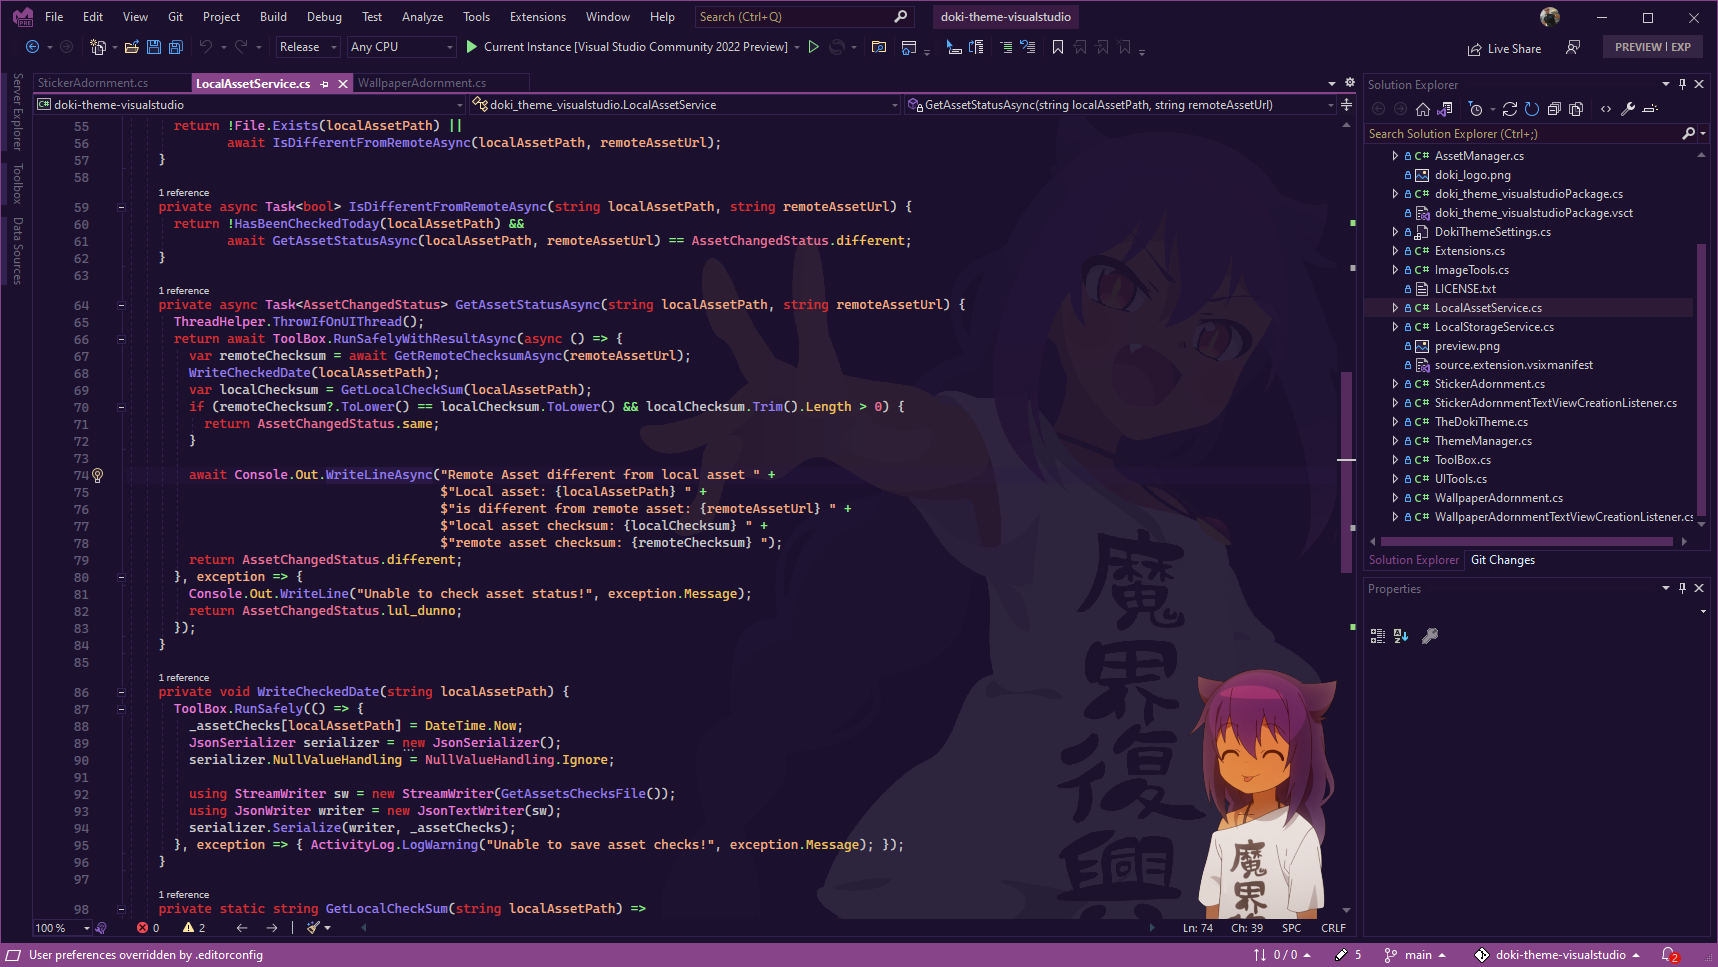 File Edit View Git Project Build Debug Test Analyze Tools Extensions Window Help Search (Ctrl+Q) doki-theme-visualstudio
Release Any CPU Current Instance [Visual Studio Community 2022 Preview] Live Share PREVIEW | EXP
Server Explorer
Toolbox
Data Sources
StickerAdornment.cs LocalAssetService.cs WallpaperAdornment.cs
doki-theme-visualstudio doki_theme_visualstudio.LocalAssetService GetAssetStatusAsync(string localAssetPath, string remoteAssetUrl)
55 return !File.Exists(localAssetPath) ||
56 await IsDifferentFromRemoteAsync(localAssetPath, remoteAssetUrl);
57 }
58
1 reference
59 private async Task<bool> IsDifferentFromRemoteAsync(string localAssetPath, string remoteAssetUrl) {
60 return !HasBeenCheckedToday(localAssetPath) &&
61 await GetAssetStatusAsync(localAssetPath, remoteAssetUrl) == AssetChangedStatus.different;
62 }
63
1 reference
64 private async Task<AssetChangedStatus> GetAssetStatusAsync(string localAssetPath, string remoteAssetUrl) {
65 ThreadHelper.ThrowIfOnUIThread();
66 return await ToolBox.RunSafelyWithResultAsync(async () => {
67 var remoteChecksum = await GetRemoteChecksumAsync(remoteAssetUrl);
68 WriteCheckedDate(localAssetPath);
69 var localChecksum = GetLocalCheckSum(localAssetPath);
70 if (remoteChecksum?.ToLower() == localChecksum.ToLower() && localChecksum.Trim().Length > 0) {
71 return AssetChangedStatus.same;
72 }
73
74 await Console.Out.WriteLineAsync("Remote Asset different from local asset " +
75 $"Local asset: {localAssetPath} " +
76 $"is different from remote asset: {remoteAssetUrl} " +
77 $"local asset checksum: {localChecksum} " +
78 $"remote asset checksum: {remoteChecksum} ");
79 return AssetChangedStatus.different;
80 }, exception => {
81 Console.Out.WriteLine("Unable to check asset status!", exception.Message);
82 return AssetChangedStatus.lul_dunno;
83 });
84 }
85
1 reference
86 private void WriteCheckedDate(string localAssetPath) {
87 ToolBox.RunSafely(() => {
88 _assetChecks[localAssetPath] = DateTime.Now;
89 JsonSerializer serializer = new JsonSerializer();
90 serializer.NullValueHandling = NullValueHandling.Ignore;
91
92 using StreamWriter sw = new StreamWriter(GetAssetsChecksFile());
93 using JsonWriter writer = new JsonTextWriter(sw);
94 serializer.Serialize(writer, _assetChecks);
95 }, exception => { ActivityLog.LogWarning("Unable to save asset checks!", exception.Message); });
96 }
97
1 reference
98 private static string GetLocalCheckSum(string localAssetPath) =>
魔界復興
魔界
100 % 0 2 Ln: 74 Ch: 39 SPC CRLF
Solution Explorer
Search Solution Explorer (Ctrl+;)
C# AssetManager.cs
doki_logo.png
C# doki_theme_visualstudioPackage.cs
doki_theme_visualstudioPackage.vsct
DokiThemeSettings.cs
C# Extensions.cs
C# ImageTools.cs
LICENSE.txt
C# LocalAssetService.cs
C# LocalStorageService.cs
preview.png
source.extension.vsixmanifest
C# StickerAdornment.cs
C# StickerAdornmentTextViewCreationListener.cs
C# TheDokiTheme.cs
C# ThemeManager.cs
C# ToolBox.cs
C# UITools.cs
C# WallpaperAdornment.cs
C# WallpaperAdornmentTextViewCreationListener.cs
Solution Explorer Git Changes
Properties
User preferences overridden by .editorconfig 0 / 0 5 main doki-theme-visualstudio 2